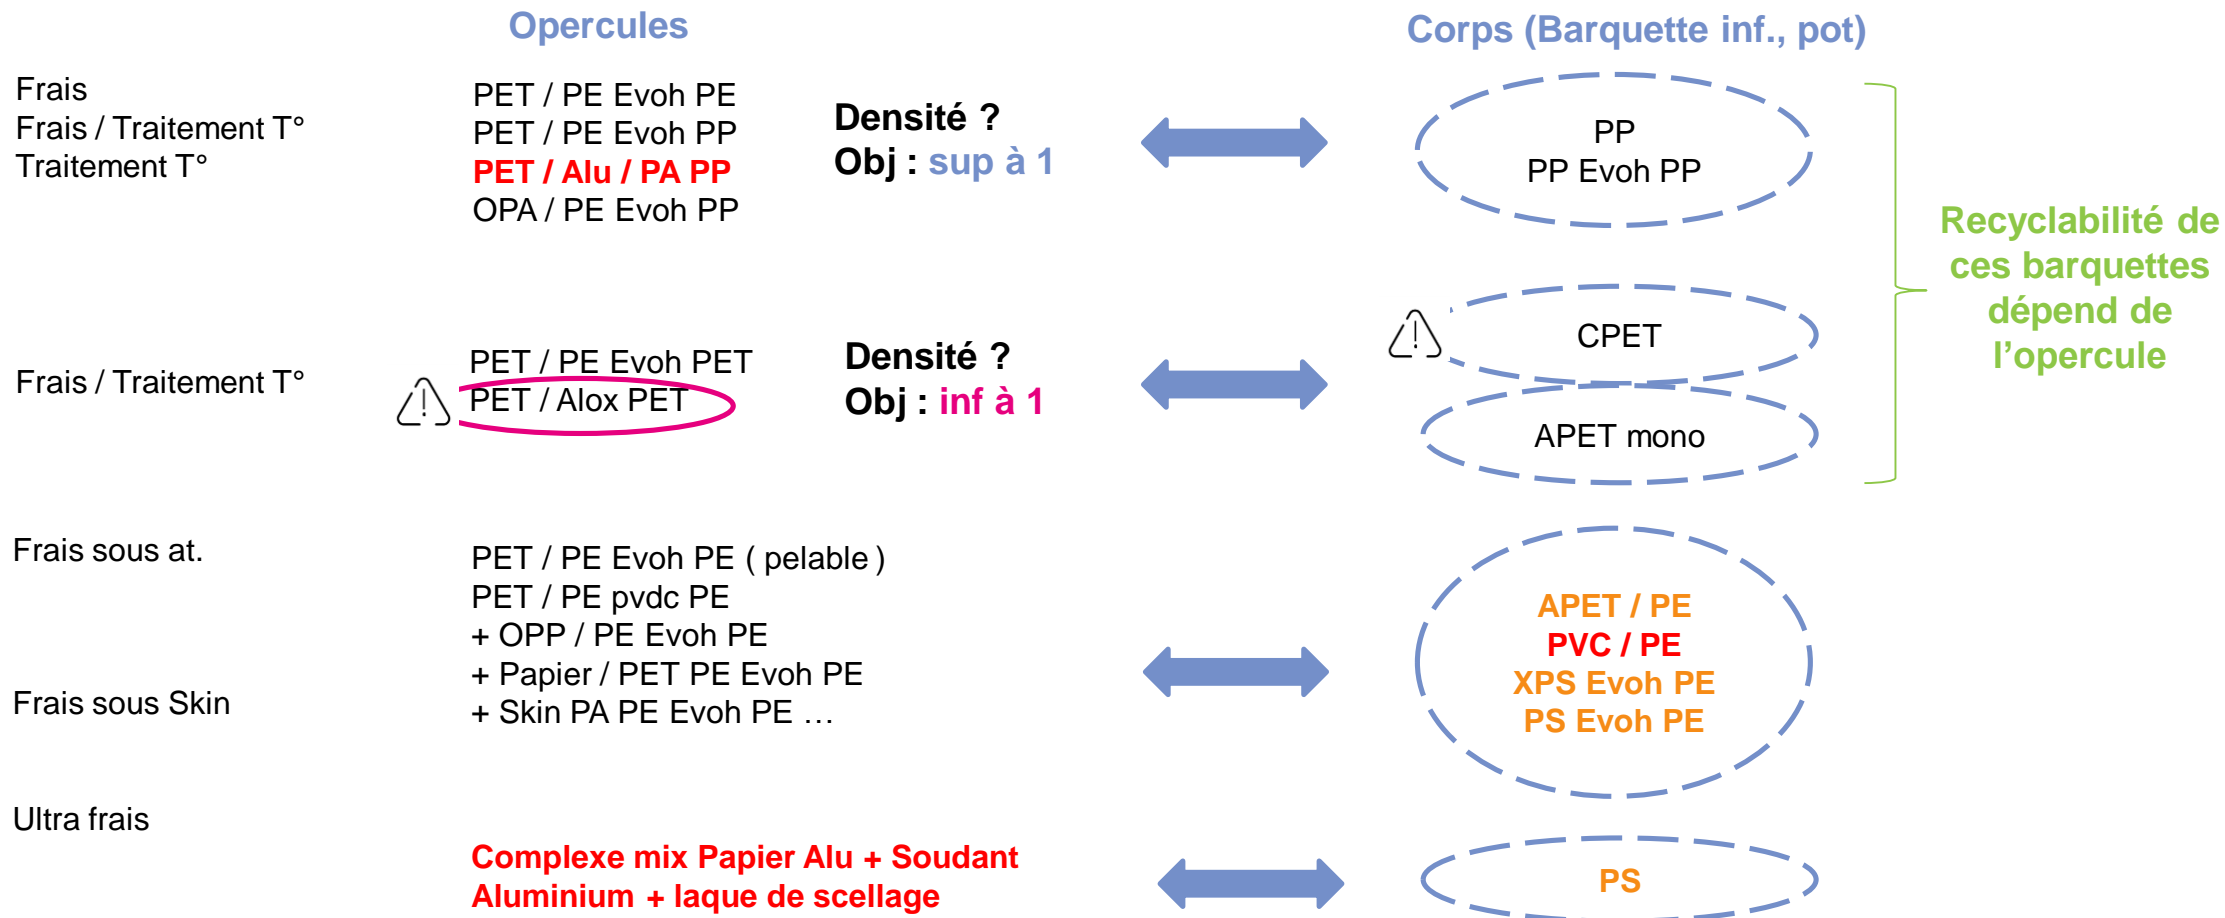 Opercules
Corps (Barquette inf., pot)
Frais
Frais / Traitement T°
Traitement T°
PET / PE Evoh PE
PET / PE Evoh PP
PET / Alu / PA PP
OPA / PE Evoh PP
Densité ?
Obj : sup à 1
PP
PP Evoh PP
Recyclabilité de
ces barquettes
dépend de
l’opercule
Frais / Traitement T°
PET / PE Evoh PET
PET / Alox PET
Densité ?
Obj : inf à 1
CPET
APET mono
Frais sous at.
Frais sous Skin
PET / PE Evoh PE ( pelable )
PET / PE pvdc PE
+ OPP / PE Evoh PE
+ Papier / PET PE Evoh PE
+ Skin PA PE Evoh PE …
APET / PE
PVC / PE
XPS Evoh PE
PS Evoh PE
Ultra frais
Complexe mix Papier Alu + Soudant
Aluminium + laque de scellage
PS